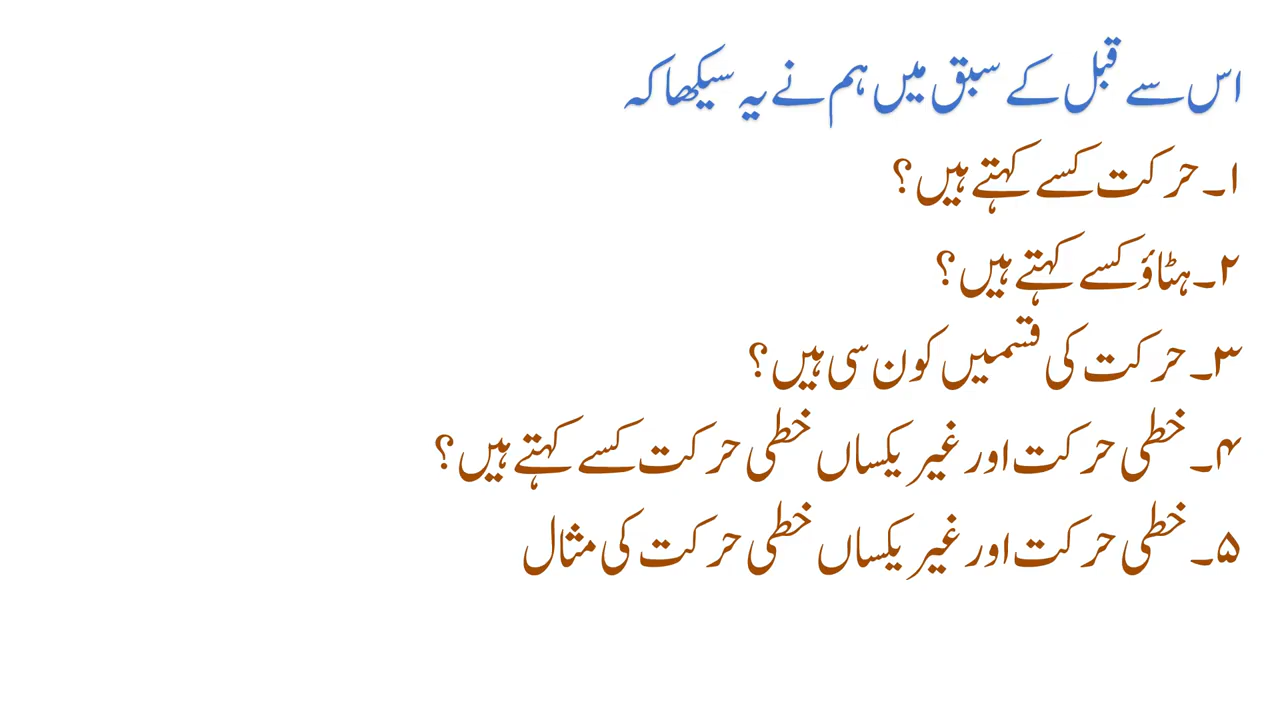 اس سے قبل کے سبق میں ہم نے یہ سیکھا کہ
۱۔ حرکت کسے کہتے ہیں؟
۲۔ ہٹاؤ کسے کہتے ہیں؟
۳۔ حرکت کی قسمیں کون سی ہیں؟
۴۔ خطی حرکت اور غیر یکساں خطی حرکت کسے کہتے ہیں؟
۵۔ خطی حرکت اور غیر یکساں خطی حرکت کی مثال